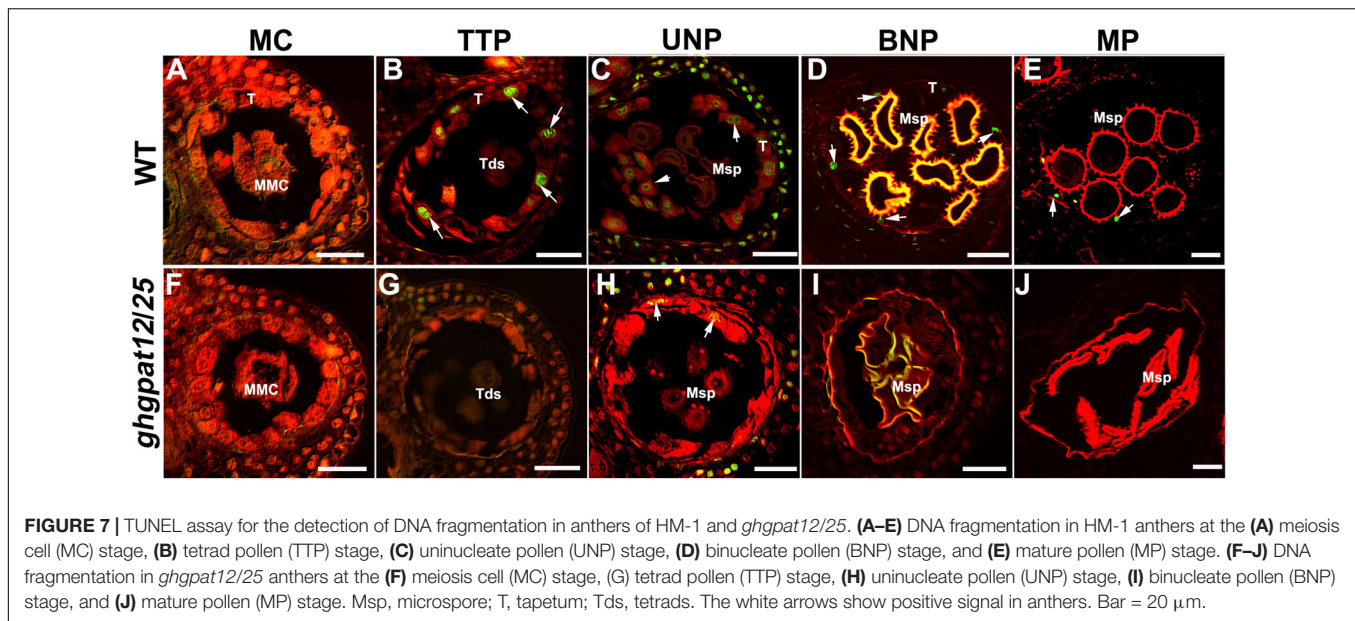 MC TTP UNP BNP MP
WT
A T MMC
B T Tds
C T Msp
D T Msp
E Msp
ghgpat12/25
F MMC
G Tds
H Msp
I Msp
J Msp
FIGURE 7 | TUNEL assay for the detection of DNA fragmentation in anthers of HM-1 and ghgpat12/25. (A–E) DNA fragmentation in HM-1 anthers at the (A) meiosis
cell (MC) stage, (B) tetrad pollen (TTP) stage, (C) uninucleate pollen (UNP) stage, (D) binucleate pollen (BNP) stage, and (E) mature pollen (MP) stage. (F–J) DNA
fragmentation in ghgpat12/25 anthers at the (F) meiosis cell (MC) stage, (G) tetrad pollen (TTP) stage, (H) uninucleate pollen (UNP) stage, (I) binucleate pollen (BNP)
stage, and (J) mature pollen (MP) stage. Msp, microspore; T, tapetum; Tds, tetrads. The white arrows show positive signal in anthers. Bar = 20 μm.